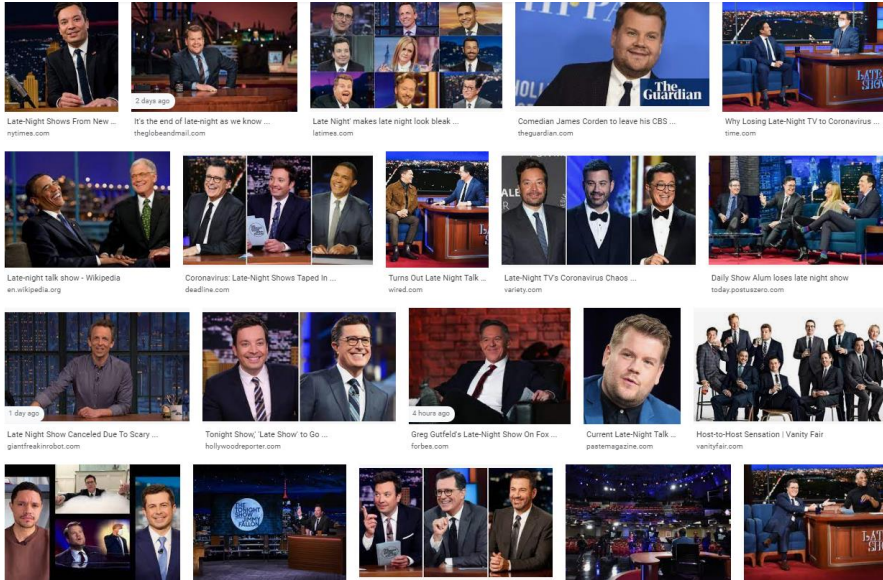 2 days ago
The
Guardian
Late-Night Shows From New ...
nytimes.com
It's the end of late-night as we know ...
theglobeandmail.com
Late Night' makes late night look bleak ...
latimes.com
Comedian James Corden to leave his CBS ...
theguardian.com
Why Losing Late-Night TV to Coronavirus ...
time.com
Late-night talk show - Wikipedia
en.wikipedia.org
Coronavirus: Late-Night Shows Taped In ...
deadline.com
Turns Out Late Night Talk ...
wired.com
Late-Night TV's Coronavirus Chaos ...
variety.com
Daily Show Alum loses late night show
today.postuszero.com
1 day ago
4 hours ago
Late Night Show Canceled Due To Scary ...
giantfreakinrobot.com
Tonight Show,' 'Late Show' to Go ...
hollywoodreporter.com
Greg Gutfeld's Late-Night Show On Fox ...
forbes.com
Current Late-Night Talk ...
pastemagazine.com
Host-to-Host Sensation | Vanity Fair
vanityfair.com
THE
TONIGHT
SHOW
JIMMY
FALLON